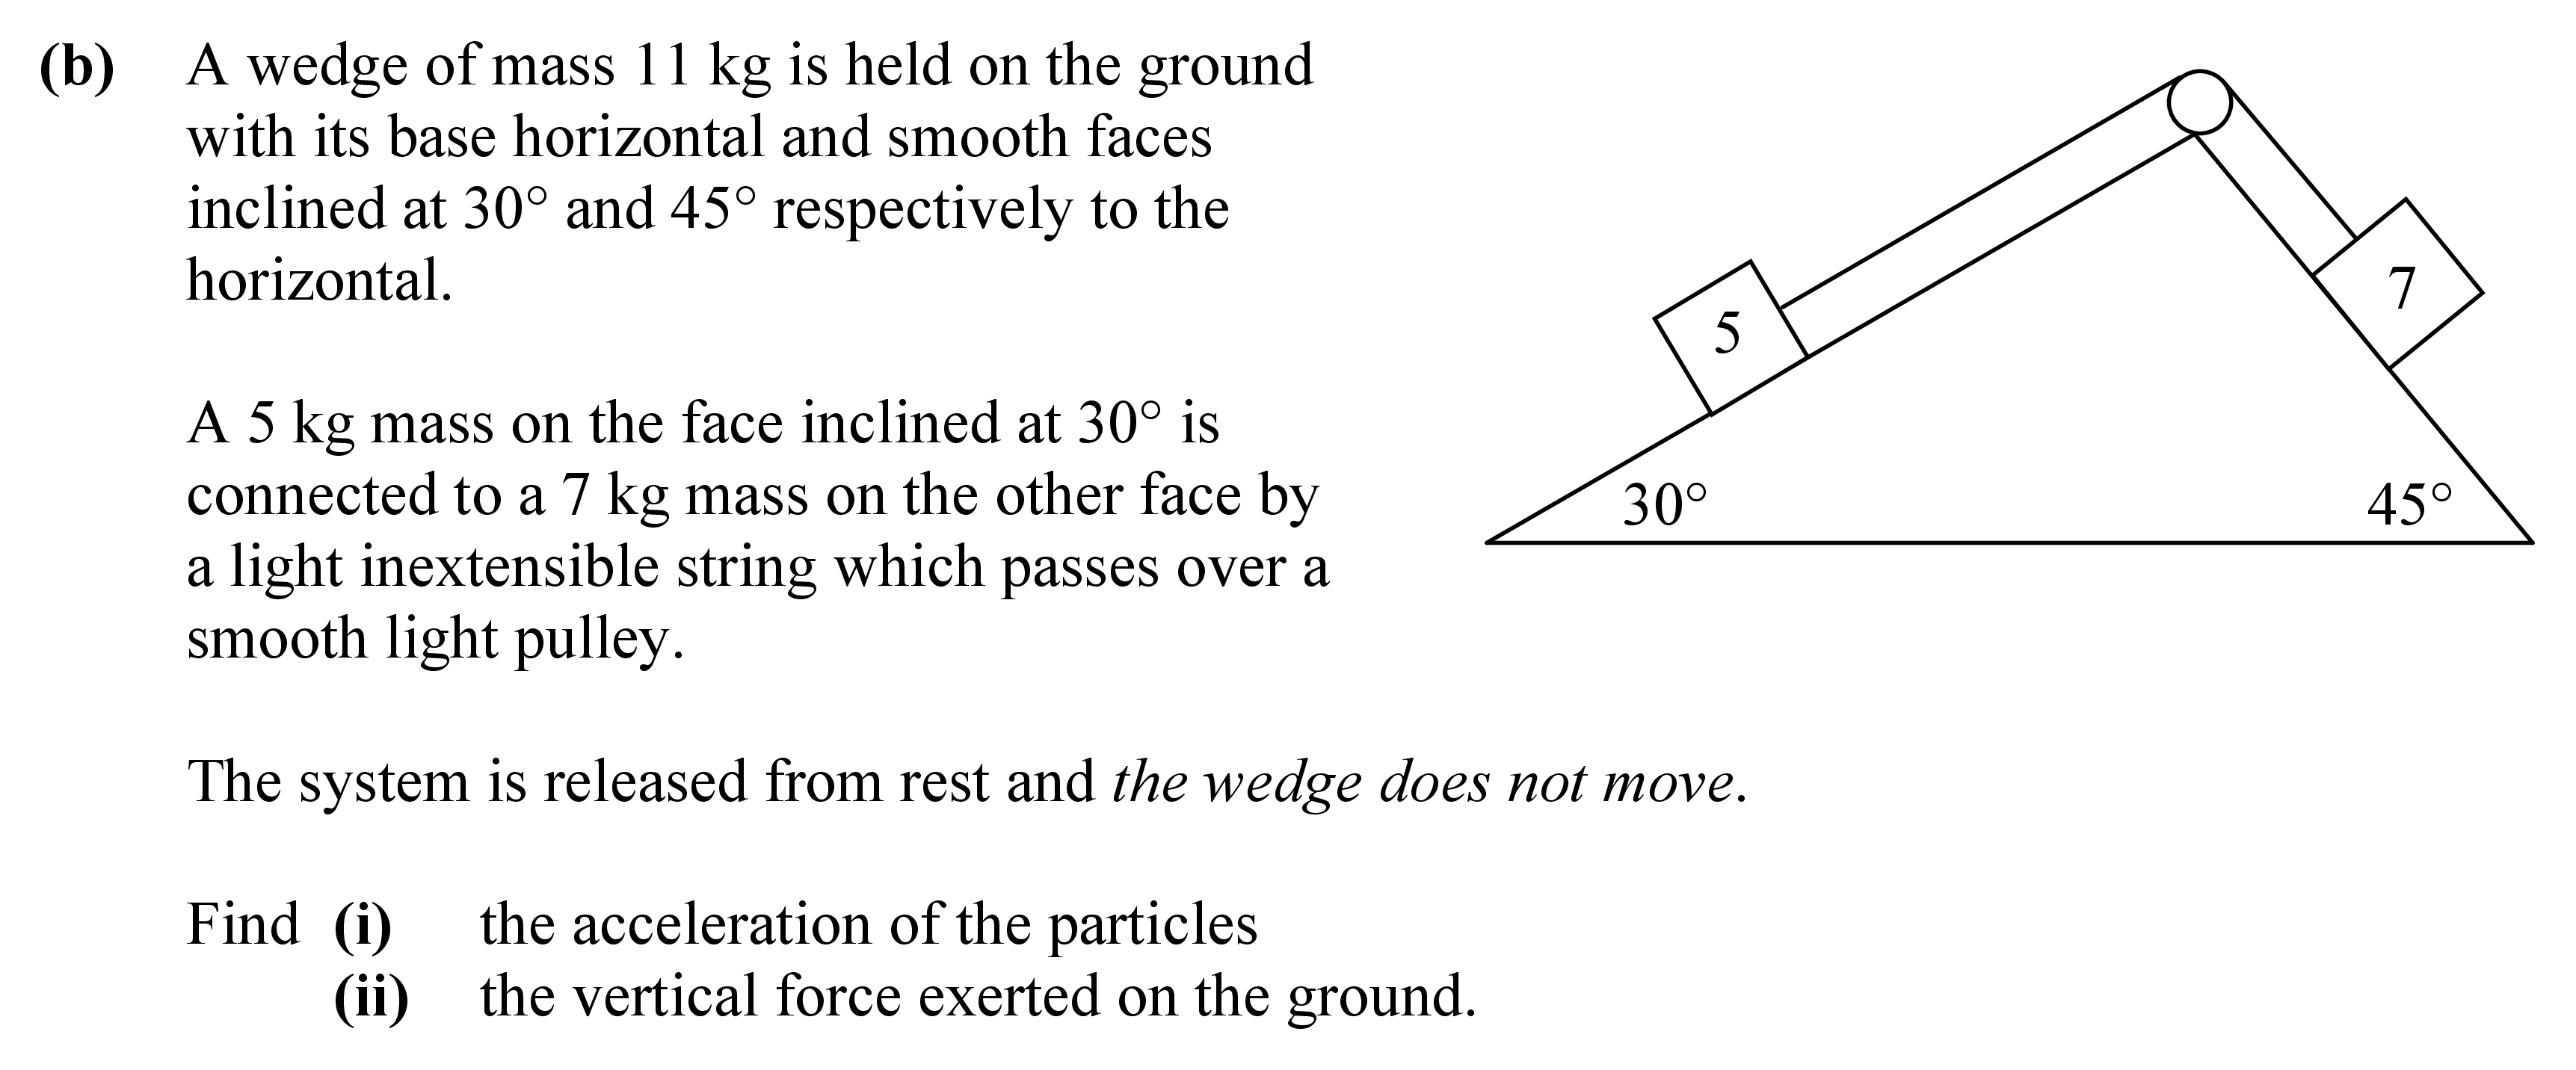 (b) A wedge of mass 11 kg is held on the ground
with its base horizontal and smooth faces
inclined at 30° and 45° respectively to the
horizontal.
A 5 kg mass on the face inclined at 30° is
connected to a 7 kg mass on the other face by
a light inextensible string which passes over a
smooth light pulley.
5
7
30°
45°
The system is released from rest and the wedge does not move.
Find (i) the acceleration of the particles
(ii) the vertical force exerted on the ground.